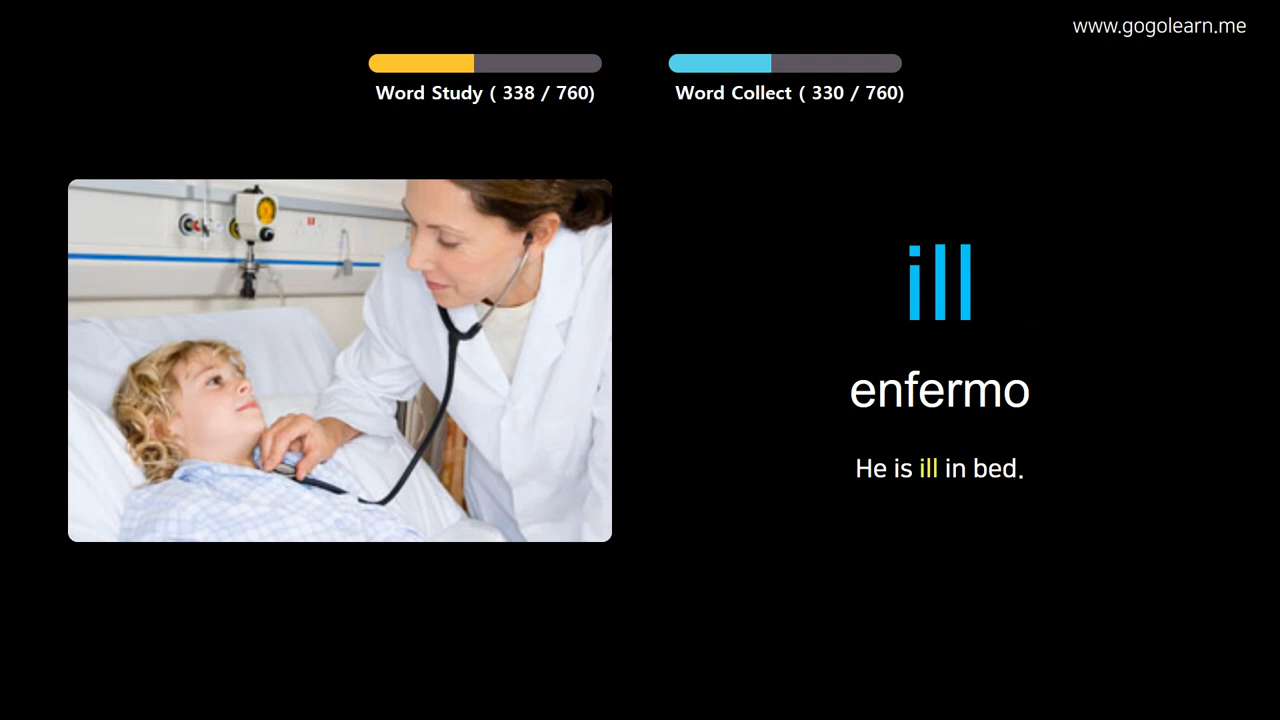 www.gogolearn.me
Word Study ( 338 / 760)
Word Collect ( 330 / 760)
ill
enfermo
He is ill in bed.